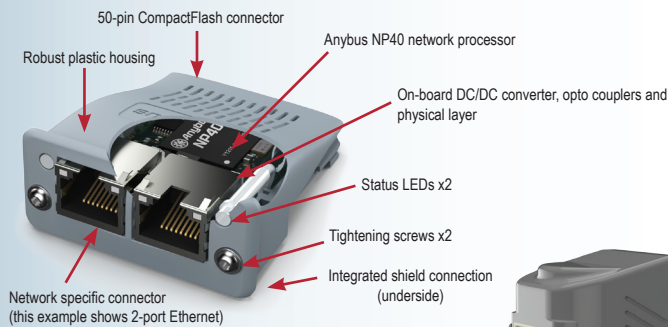 50-pin CompactFlash connector
Anybus NP40 network processor
Robust plastic housing
On-board DC/DC converter, opto couplers and
physical layer
Anybus
NP40
Status LEDs x2
Tightening screws x2
Integrated shield connection
(underside)
Network specific connector
(this example shows 2-port Ethernet)